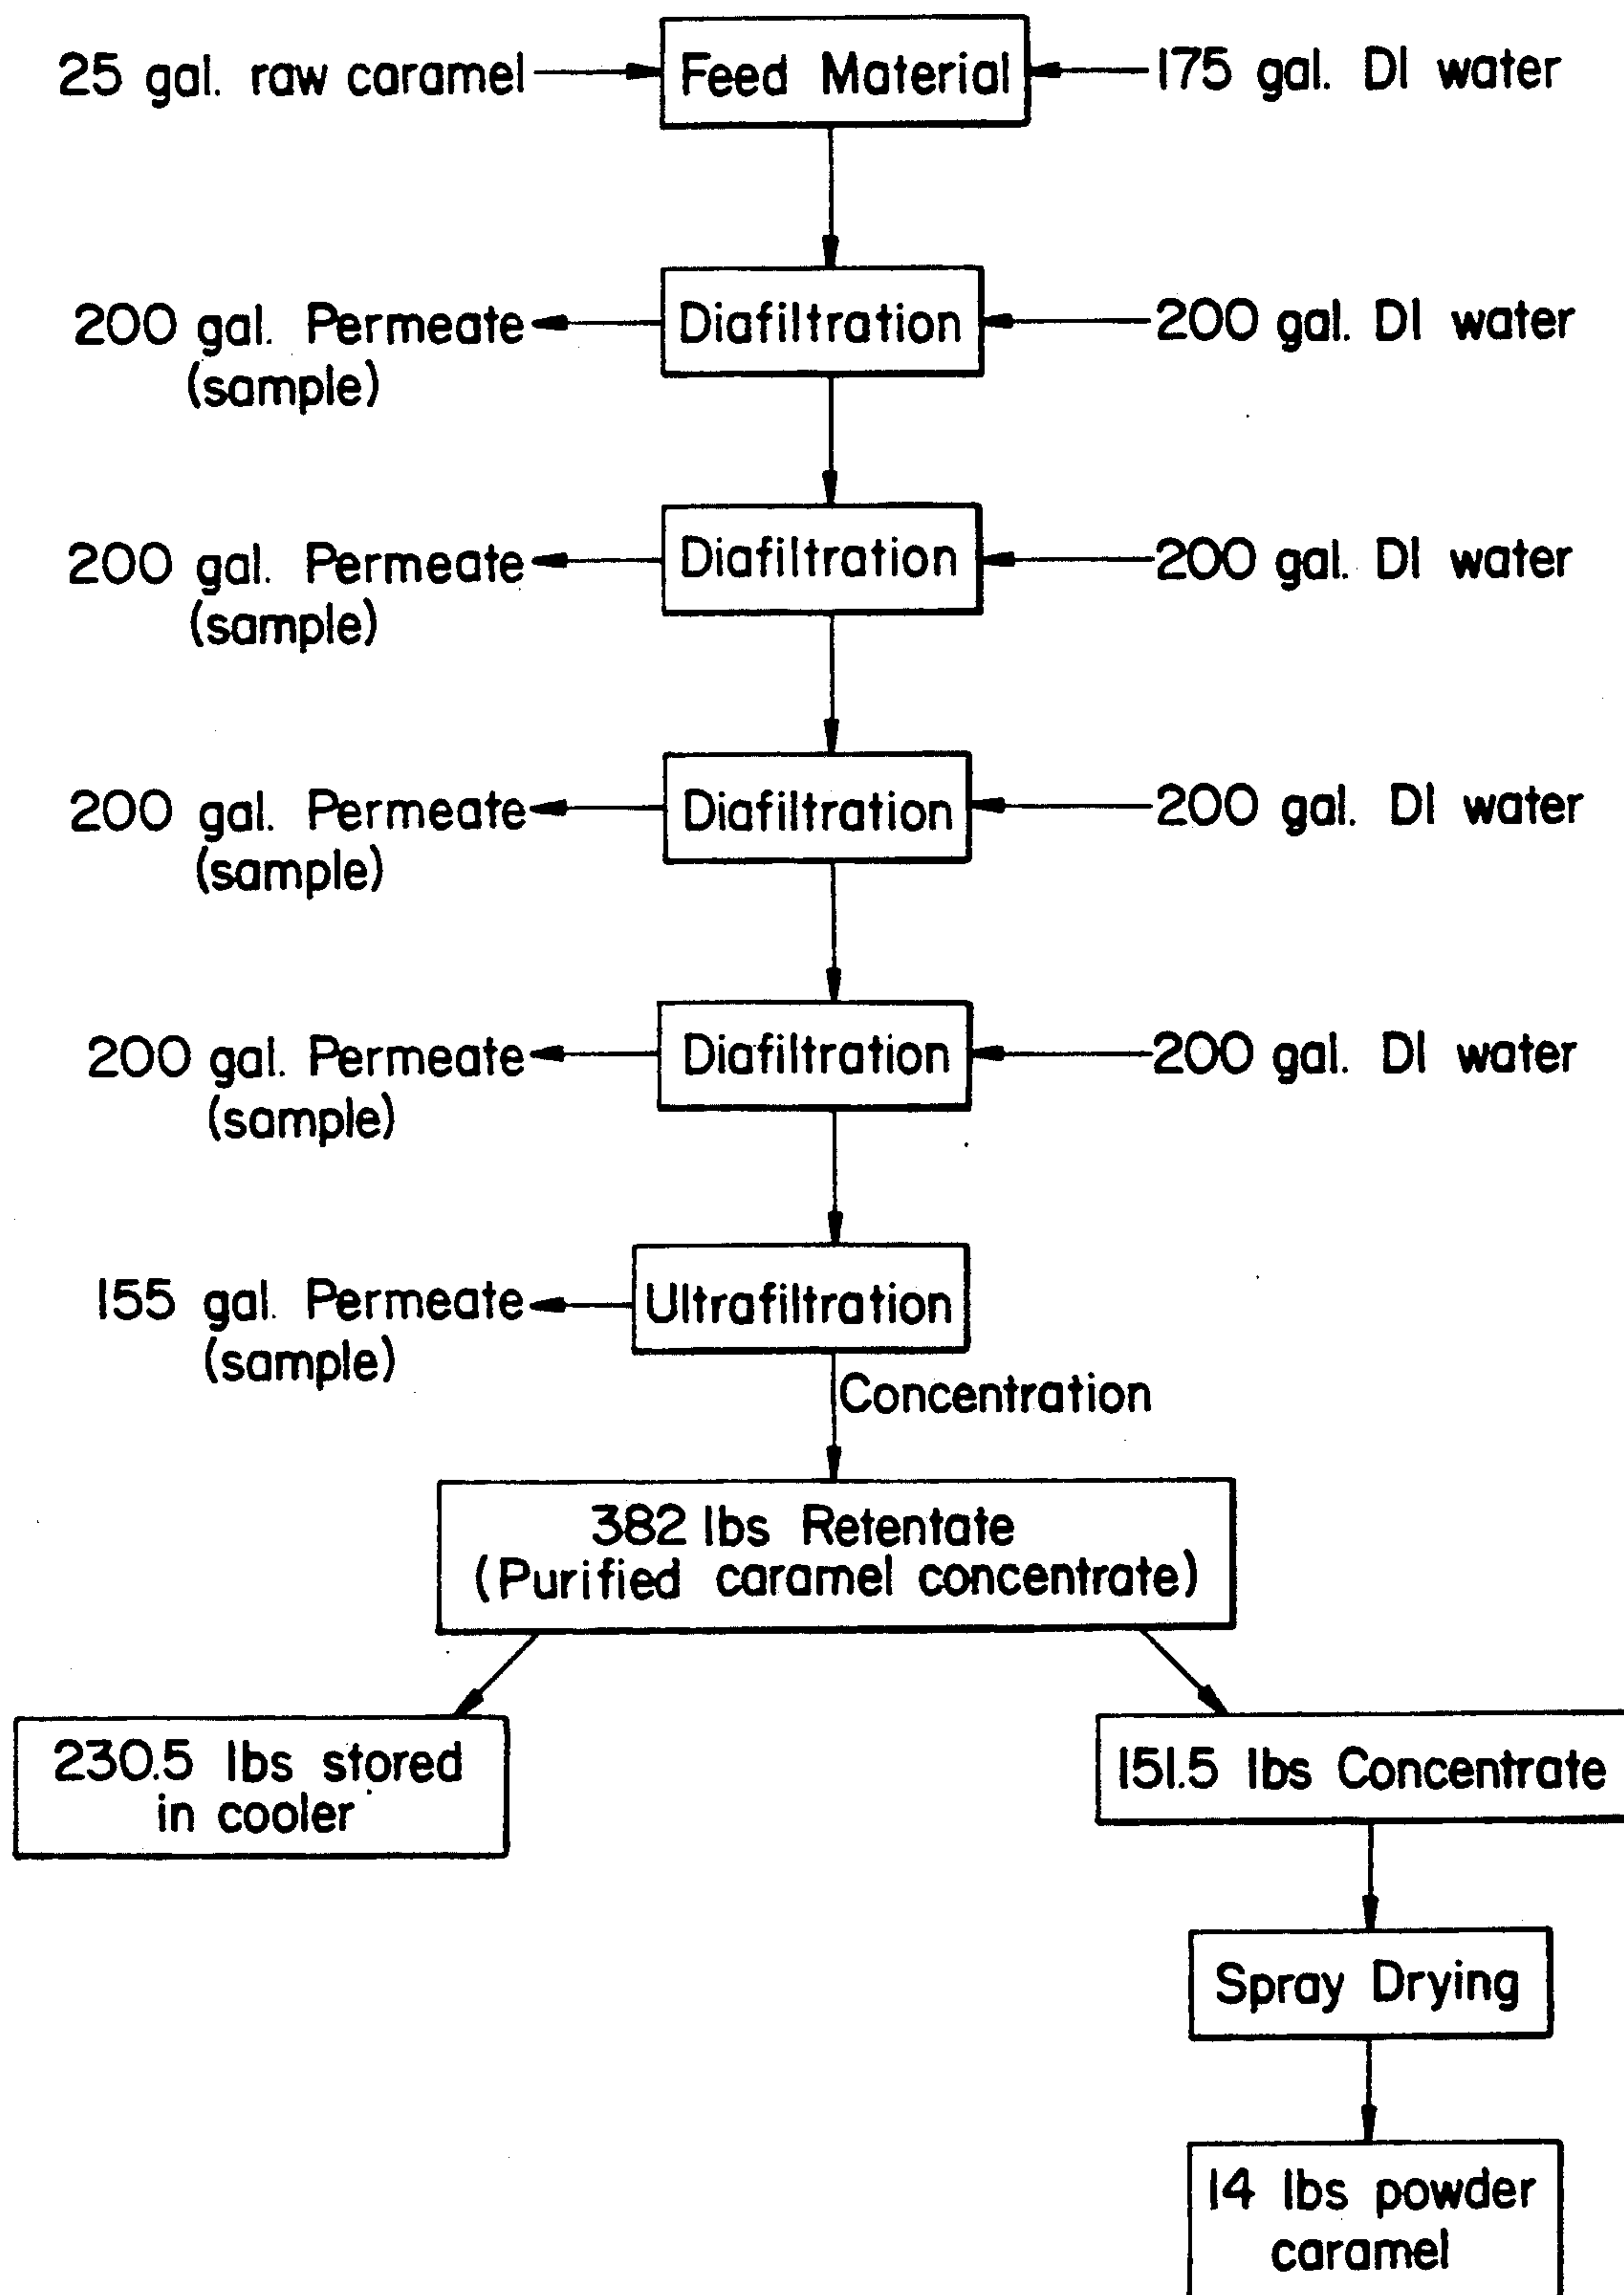 25 gal. raw caramel
Feed Material
175 gal. DI water
200 gal. Permeate
(sample)
Diafiltration
200 gal. DI water
200 gal. Permeate
(sample)
Diafiltration
200 gal. DI water
200 gal. Permeate
(sample)
Diafiltration
200 gal. DI water
200 gal. Permeate
(sample)
Diafiltration
200 gal. DI water
155 gal. Permeate
(sample)
Ultrafiltration
Concentration
382 lbs Retentate
(Purified caramel concentrate)
230.5 lbs stored
in cooler
151.5 lbs Concentrate
Spray Drying
14 lbs powder
caramel